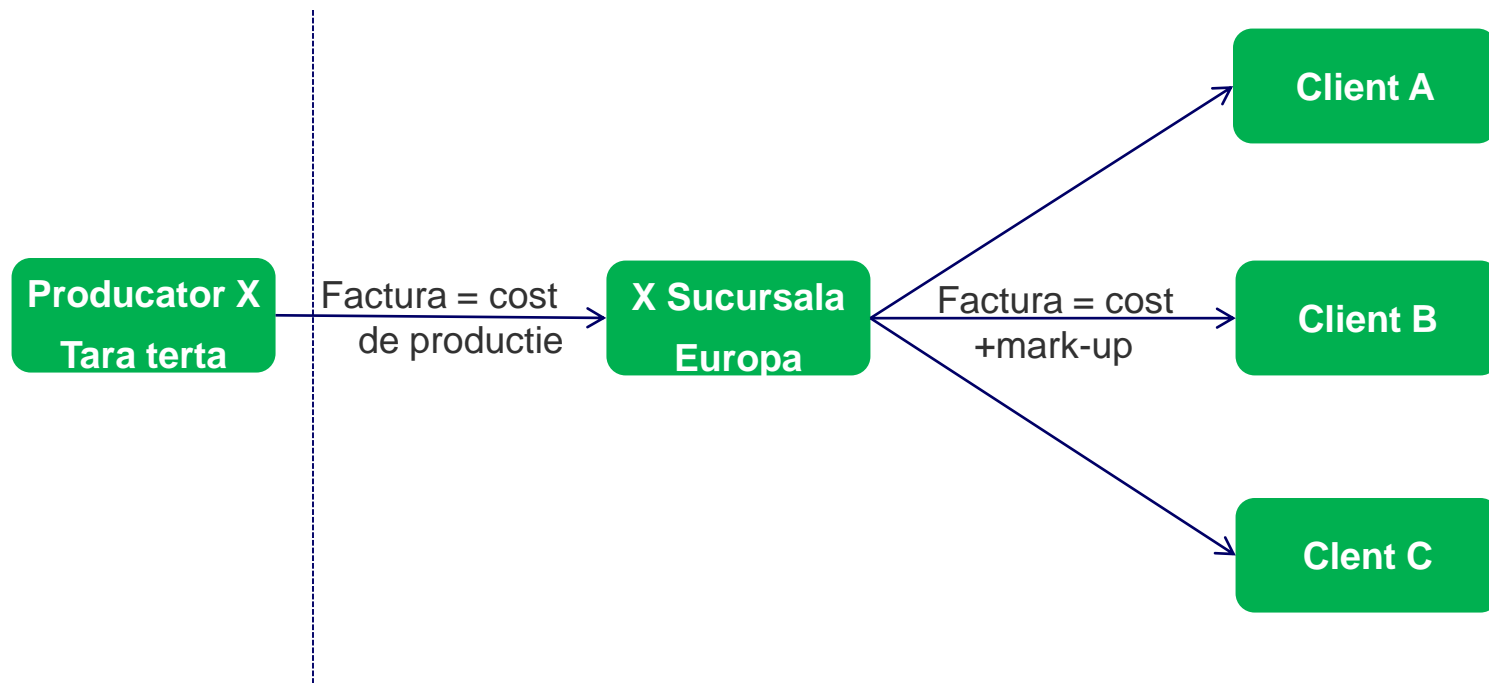 Client A
Producator X
Tara terta
Factura = cost
de productie
X Sucursala
Europa
Factura = cost
+mark-up
Client B
Clent C